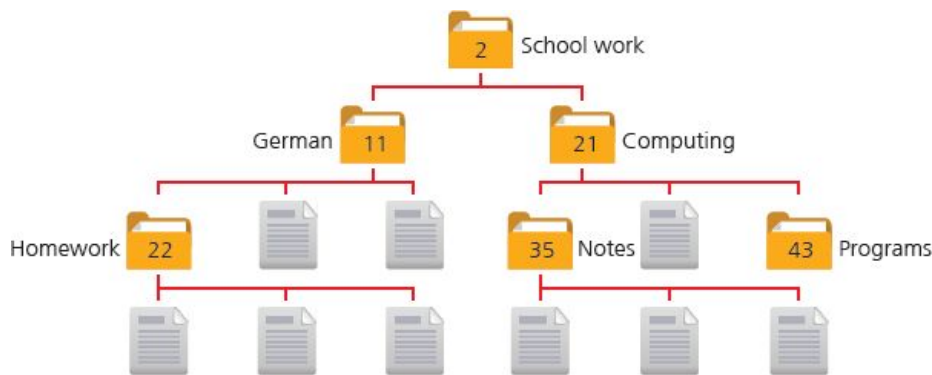 2 School work
German 11
21 Computing
Homework 22
35 Notes
43 Programs